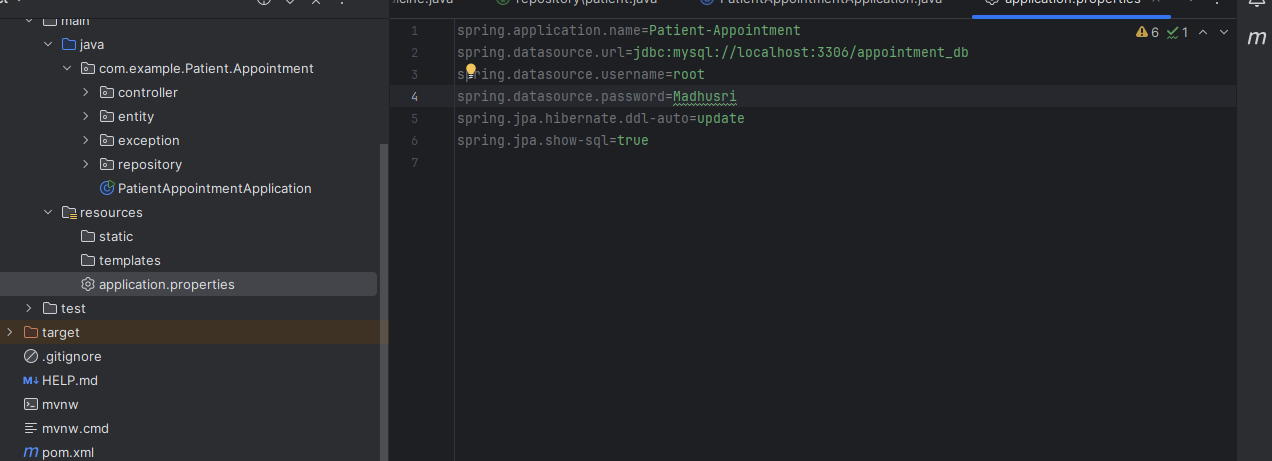 main
java
com.example.Patient.Appointment
controller
entity
exception
repository
PatientAppointmentApplication
resources
static
templates
application.properties
test
target
.gitignore
HELP.md
mvnw
mvnw.cmd
pom.xml
repository\patient.java
PatientAppointmentApplication.java
application.properties
1 spring.application.name=Patient-Appointment
2 spring.datasource.url=jdbc:mysql://localhost:3306/appointment_db
3 spring.datasource.username=root
4 spring.datasource.password=Madhusri
5 spring.jpa.hibernate.ddl-auto=update
6 spring.jpa.show-sql=true
7
6 1
m